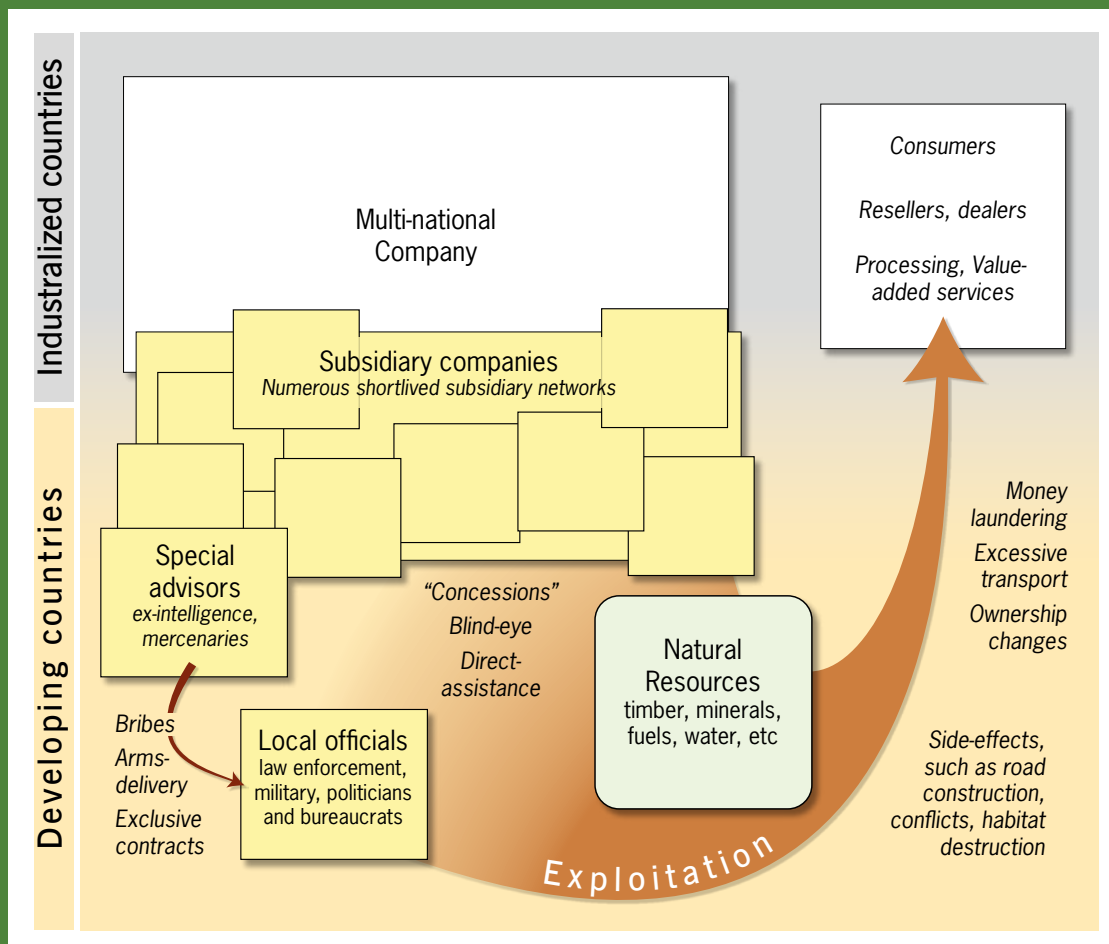 Industralized countries
Developing countries
Multi-national
Company
Subsidiary companies
Numerous shortlived subsidiary networks
Special
advisors
ex-intelligence,
mercenaries
Bribes
Arms-
delivery
Exclusive
contracts
Local officials
law enforcement,
military, politicians
and bureaucrats
“Concessions”
Blind-eye
Direct-
assistance
Natural
Resources
timber, minerals,
fuels, water, etc
Exploitation
Consumers
Resellers, dealers
Processing, Value-
added services
Money
laundering
Excessive
transport
Ownership
changes
Side-effects,
such as road
construction,
conflicts, habitat
destruction